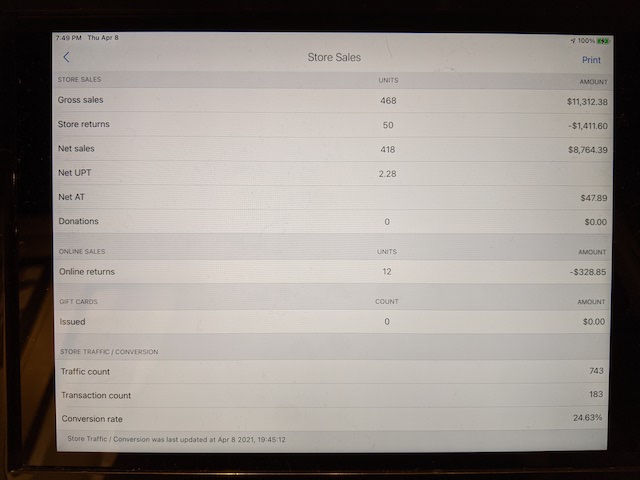 7:49 PM Thu Apr 8 100%
Store Sales
Print
STORE SALES UNITS AMOUNT
Gross sales 468 $11,312.38
Store returns 50 -$1,411.60
Net sales 418 $8,764.39
Net UPT 2.28
Net AT $47.89
Donations 0 $0.00
ONLINE SALES UNITS AMOUNT
Online returns 12 -$328.85
GIFT CARDS COUNT AMOUNT
Issued 0 $0.00
STORE TRAFFIC / CONVERSION
Traffic count 743
Transaction count 183
Conversion rate 24.63%
Store Traffic / Conversion was last updated at Apr 8 2021, 19:45:12